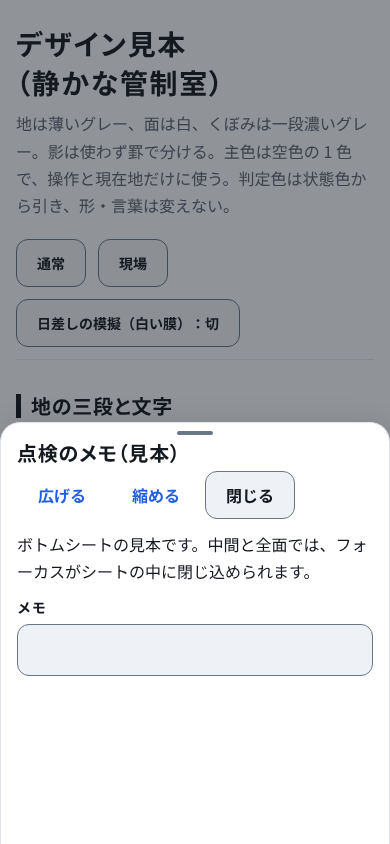 デザイン見本
（静かな管制室）
地は薄いグレー、面は白、くぼみは一段濃いグレ
ー。影は使わず罫で分ける。主色は空色の 1 色
で、操作と現在地だけに使う。判定色は状態色か
ら引き、形・言葉は変えない。
通常
現場
日差しの模擬（白い膜）：切
地の三段と文字
点検のメモ（見本）
広げる
縮める
閉じる
ボトムシートの見本です。中間と全面では、フォ
ーカスがシートの中に閉じ込められます。
メモ